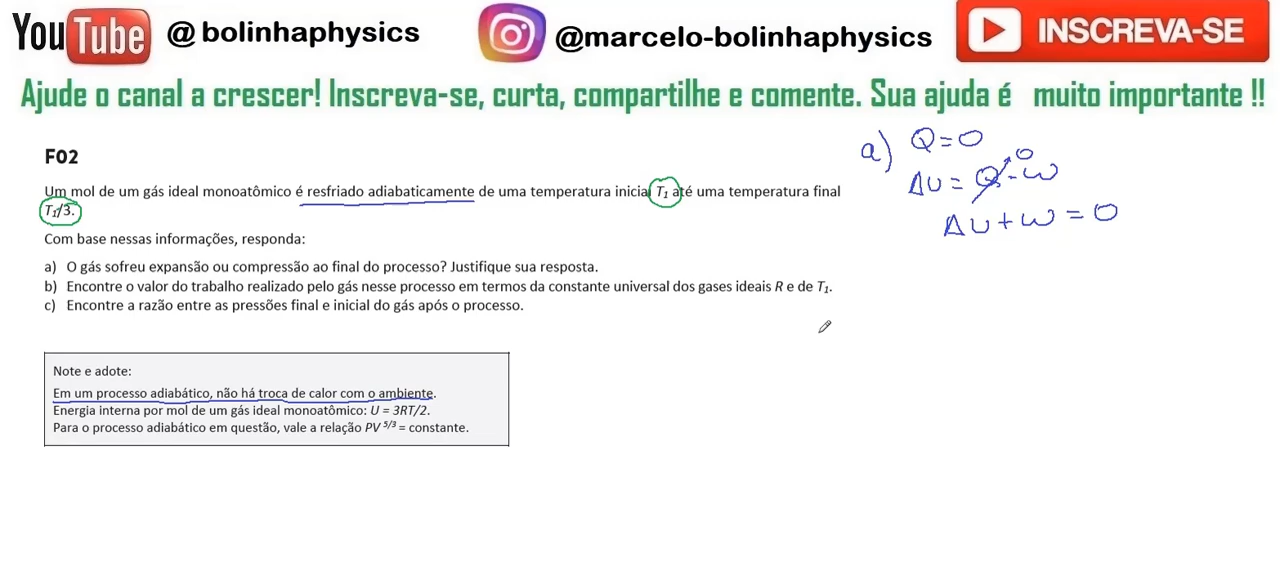 YouTube @bolinhaphysics @marcelo-bolinhaphysics INSCREVA-SE
Ajude o canal a crescer! Inscreva-se, curta, compartilhe e comente. Sua ajuda é muito importante !!
F02
Um mol de um gás ideal monoatômico é resfriado adiabaticamente de uma temperatura inicial T₁ até uma temperatura final
T₁/3.
Com base nessas informações, responda:
a) O gás sofreu expansão ou compressão ao final do processo? Justifique sua resposta.
b) Encontre o valor do trabalho realizado pelo gás nesse processo em termos da constante universal dos gases ideais R e de T₁.
c) Encontre a razão entre as pressões final e inicial do gás após o processo.
Note e adote:
Em um processo adiabático, não há troca de calor com o ambiente.
Energia interna por mol de um gás ideal monoatômico: U = 3RT/2.
Para o processo adiabático em questão, vale a relação PV ⁵/³ = constante.
a) Q = 0
0
ΔU = Q - W
ΔU + W = 0